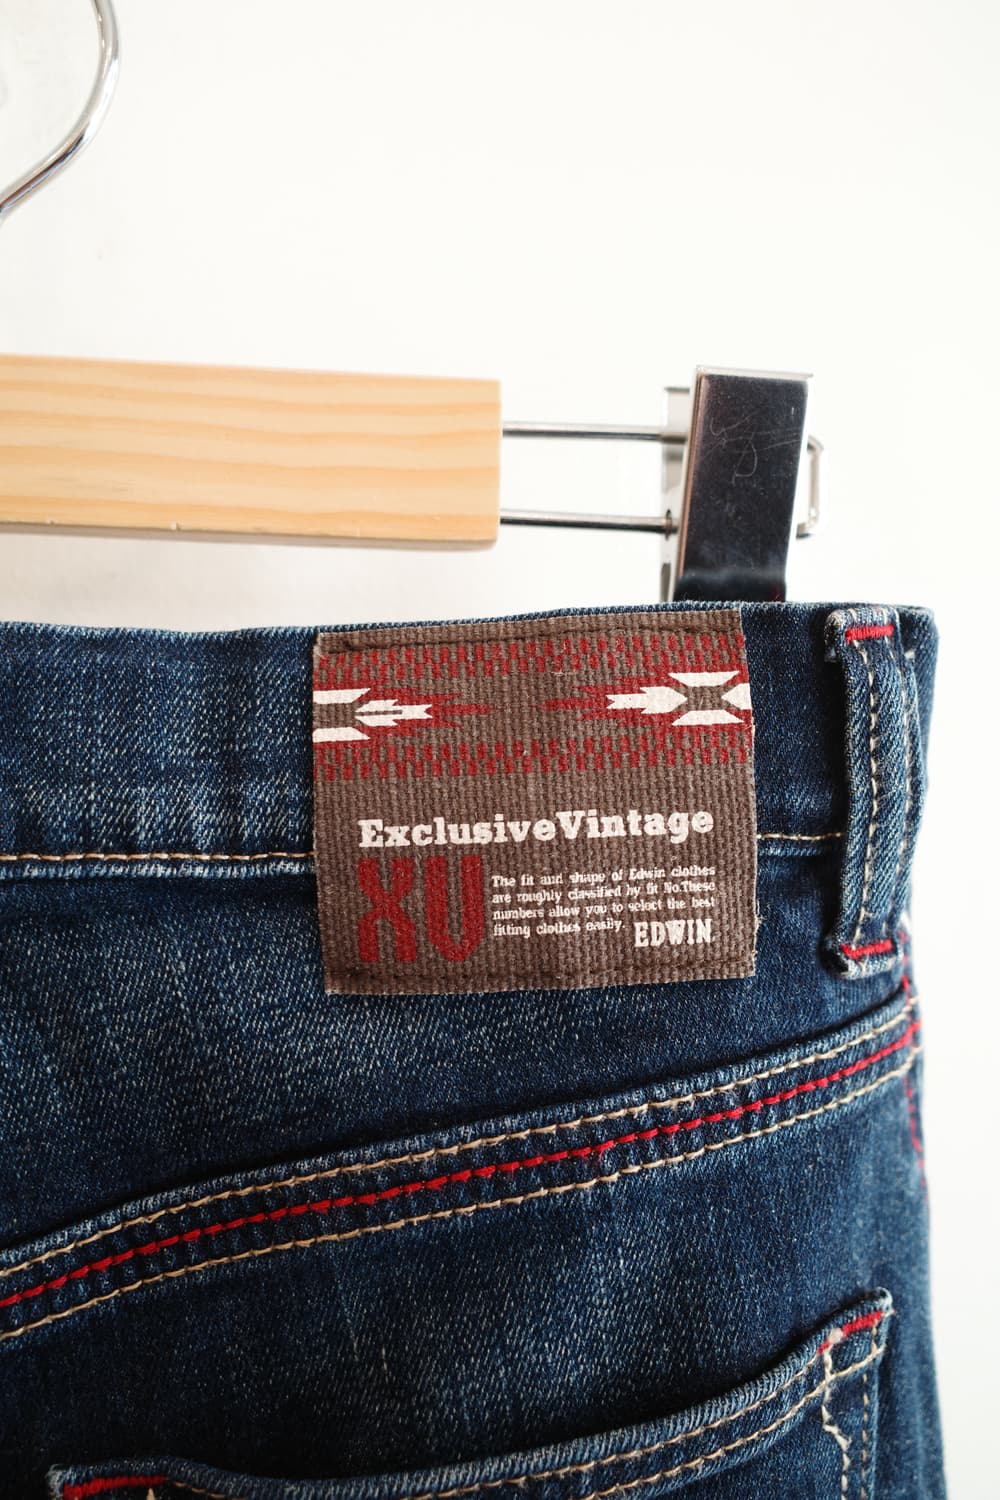 ExclusiveVintage
XV
The fit and shape of Edwin clothes
are roughly classified by fit No.These
numbers allow you to select the best
fitting clothes easily.
EDWIN